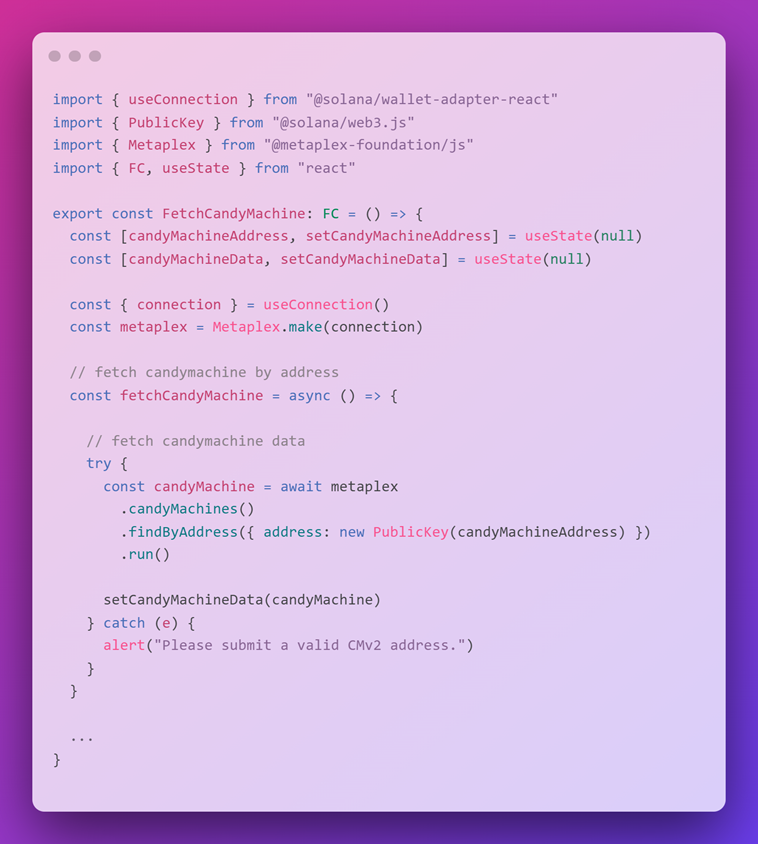 import { useConnection } from "@solana/wallet-adapter-react"
import { PublicKey } from "@solana/web3.js"
import { Metaplex } from "@metaplex-foundation/js"
import { FC, useState } from "react"

export const FetchCandyMachine: FC = () => {
  const [candyMachineAddress, setCandyMachineAddress] = useState(null)
  const [candyMachineData, setCandyMachineData] = useState(null)

  const { connection } = useConnection()
  const metaplex = Metaplex.make(connection)

  // fetch candymachine by address
  const fetchCandyMachine = async () => {

    // fetch candymachine data
    try {
      const candyMachine = await metaplex
        .candyMachines()
        .findByAddress({ address: new PublicKey(candyMachineAddress) })
        .run()

      setCandyMachineData(candyMachine)
    } catch (e) {
      alert("Please submit a valid CMv2 address.")
    }
  }

  ...
}